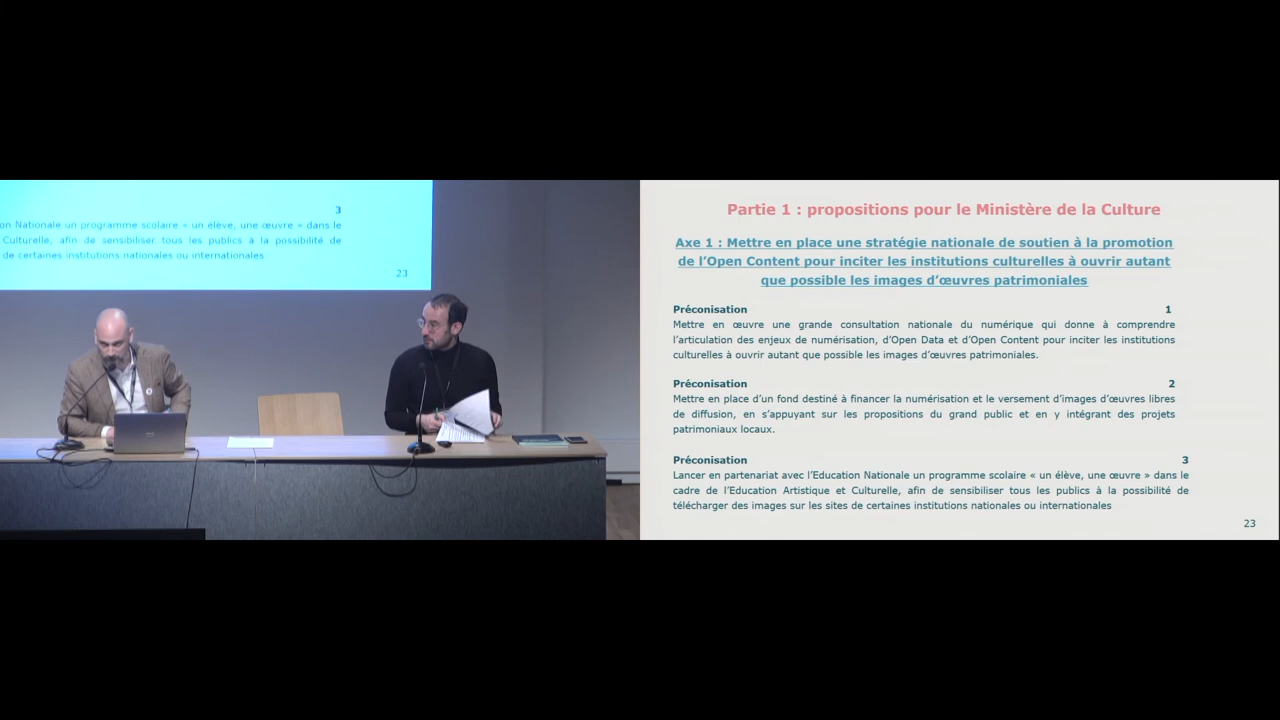 3
on Nationale un programme scolaire « un élève, une œuvre » dans le
Culturelle, afin de sensibiliser tous les publics à la possibilité de
de certaines institutions nationales ou internationales
23
Partie 1 : propositions pour le Ministère de la Culture
Axe 1 : Mettre en place une stratégie nationale de soutien à la promotion
de l’Open Content pour inciter les institutions culturelles à ouvrir autant
que possible les images d’œuvres patrimoniales
Préconisation 1
Mettre en œuvre une grande consultation nationale du numérique qui donne à comprendre
l’articulation des enjeux de numérisation, d’Open Data et d’Open Content pour inciter les institutions
culturelles à ouvrir autant que possible les images d’œuvres patrimoniales.
Préconisation 2
Mettre en place d’un fond destiné à financer la numérisation et le versement d’images d’œuvres libres
de diffusion, en s’appuyant sur les propositions du grand public et en y intégrant des projets
patrimoniaux locaux.
Préconisation 3
Lancer en partenariat avec l’Education Nationale un programme scolaire « un élève, une œuvre » dans le
cadre de l’Education Artistique et Culturelle, afin de sensibiliser tous les publics à la possibilité de
télécharger des images sur les sites de certaines institutions nationales ou internationales
23